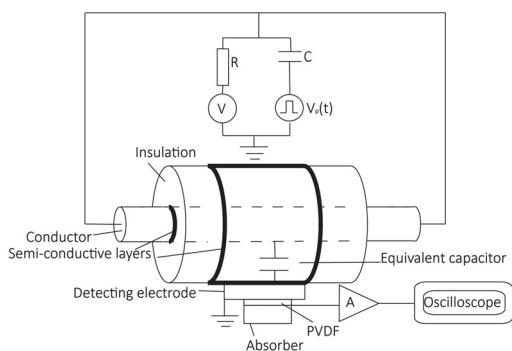 R
C
V
Vₚ(t)
Insulation
Conductor
Semi-conductive layers
Equivalent capacitor
Detecting electrode
A
Oscilloscope
PVDF
Absorber